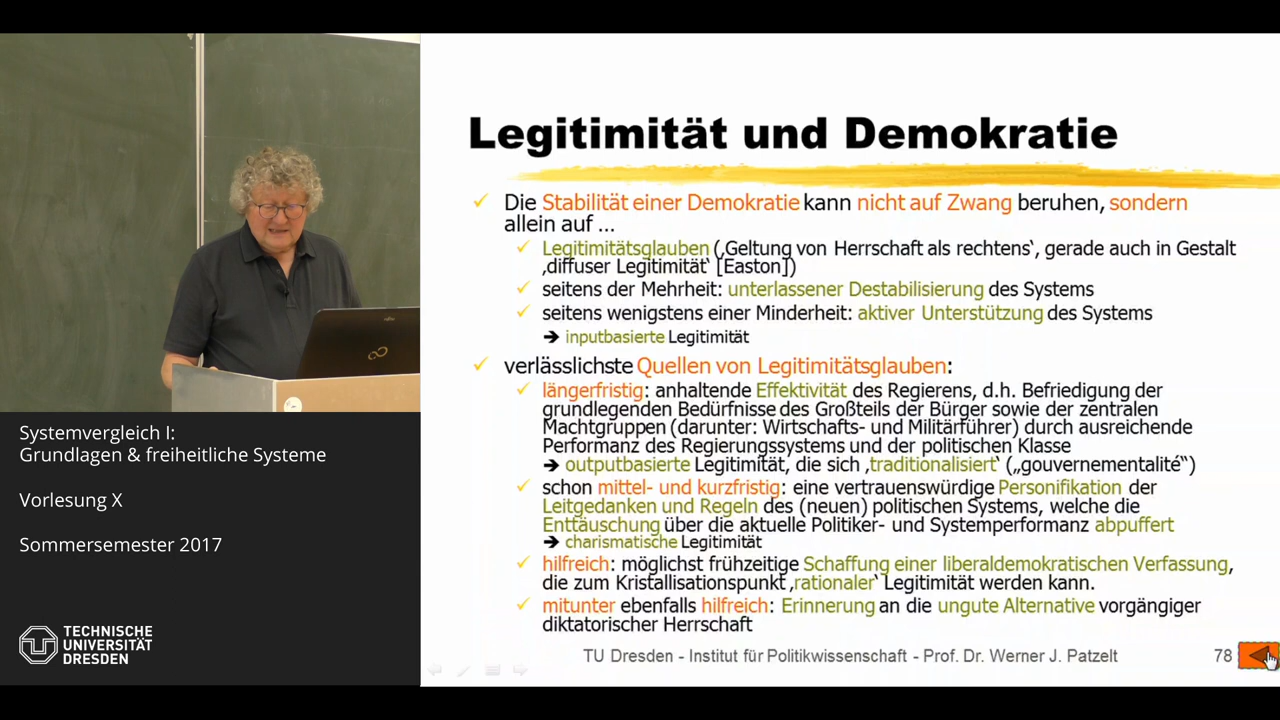 Legitimität und Demokratie
Die Stabilität einer Demokratie kann nicht auf Zwang beruhen, sondern
allein auf ...
Legitimitätsglauben (‚Geltung von Herrschaft als rechtens‘, gerade auch in Gestalt
‚diffuser Legitimität‘ [Easton])
seitens der Mehrheit: unterlassener Destabilisierung des Systems
seitens wenigstens einer Minderheit: aktiver Unterstützung des Systems
➔ inputbasierte Legitimität
verlässlichste Quellen von Legitimitätsglauben:
längerfristig: anhaltende Effektivität des Regierens, d.h. Befriedigung der
grundlegenden Bedürfnisse des Großteils der Bürger sowie der zentralen
Machtgruppen (darunter: Wirtschafts- und Militärführer) durch ausreichende
Performanz des Regierungssystems und der politischen Klasse
➔ outputbasierte Legitimität, die sich ‚traditionalisiert‘ („gouvernementalité“)
schon mittel- und kurzfristig: eine vertrauenswürdige Personifikation der
Leitgedanken und Regeln des (neuen) politischen Systems, welche die
Enttäuschung über die aktuelle Politiker- und Systemperformanz abpuffert
➔ charismatische Legitimität
hilfreich: möglichst frühzeitige Schaffung einer liberaldemokratischen Verfassung,
die zum Kristallisationspunkt ‚rationaler‘ Legitimität werden kann.
mitunter ebenfalls hilfreich: Erinnerung an die ungute Alternative vorgängiger
diktatorischer Herrschaft
TU Dresden - Institut für Politikwissenschaft - Prof. Dr. Werner J. Patzelt
78
Systemvergleich I:
Grundlagen & freiheitliche Systeme
Vorlesung X
Sommersemester 2017
TECHNISCHE
UNIVERSITÄT
DRESDEN